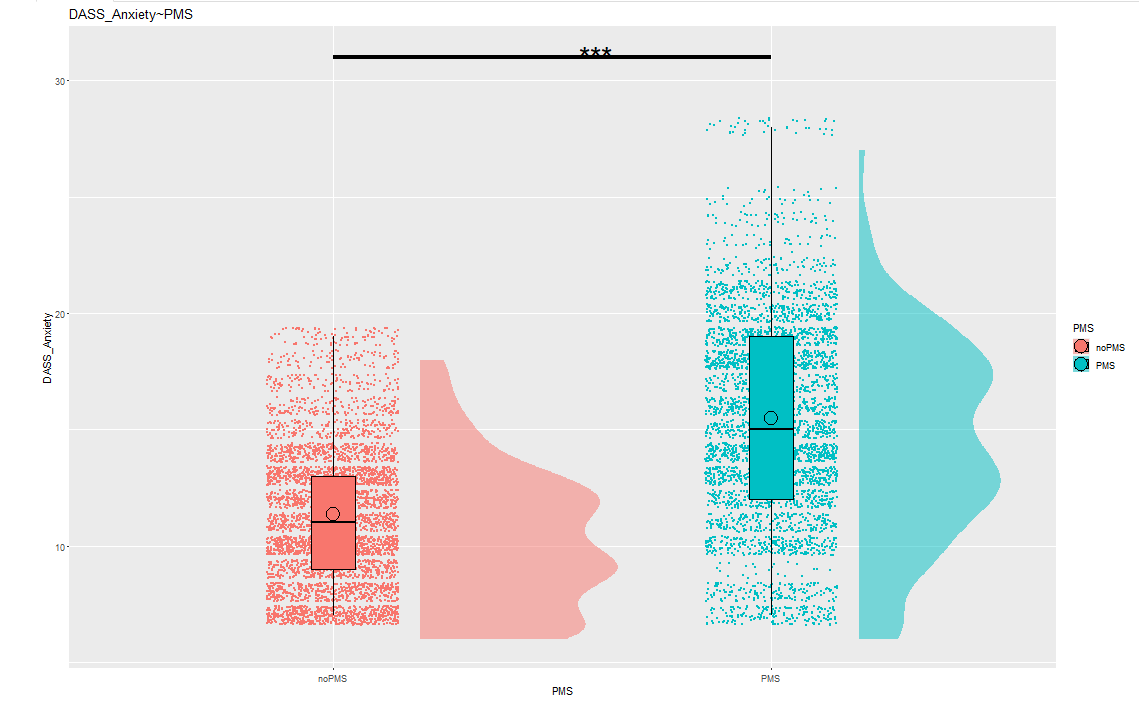 DASS_Anxiety~PMS
***
30
20
10
DASS_Anxiety
noPMS
PMS
PMS
PMS
noPMS
PMS